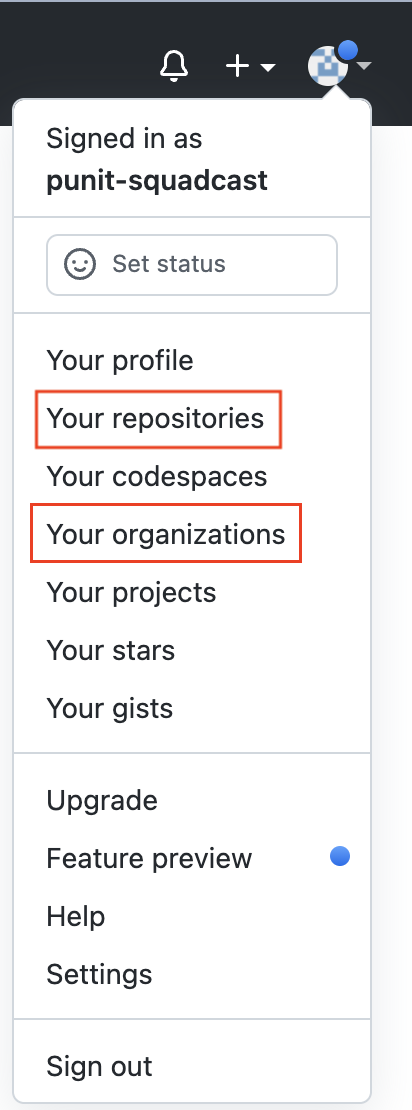 Signed in as
punit-squadcast
Set status
Your profile
Your repositories
Your codespaces
Your organizations
Your projects
Your stars
Your gists
Upgrade
Feature preview
Help
Settings
Sign out